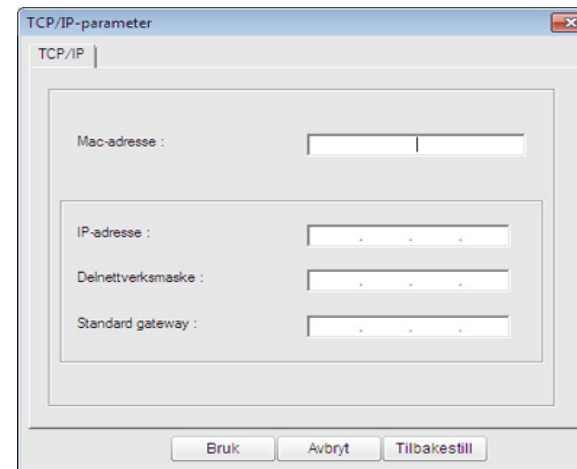 TCP/IP-parameter
TCP/IP
Mac-adresse :
IP-adresse :
Delnettverksmaske :
Standard gateway :
Bruk Avbryt Tilbakestill